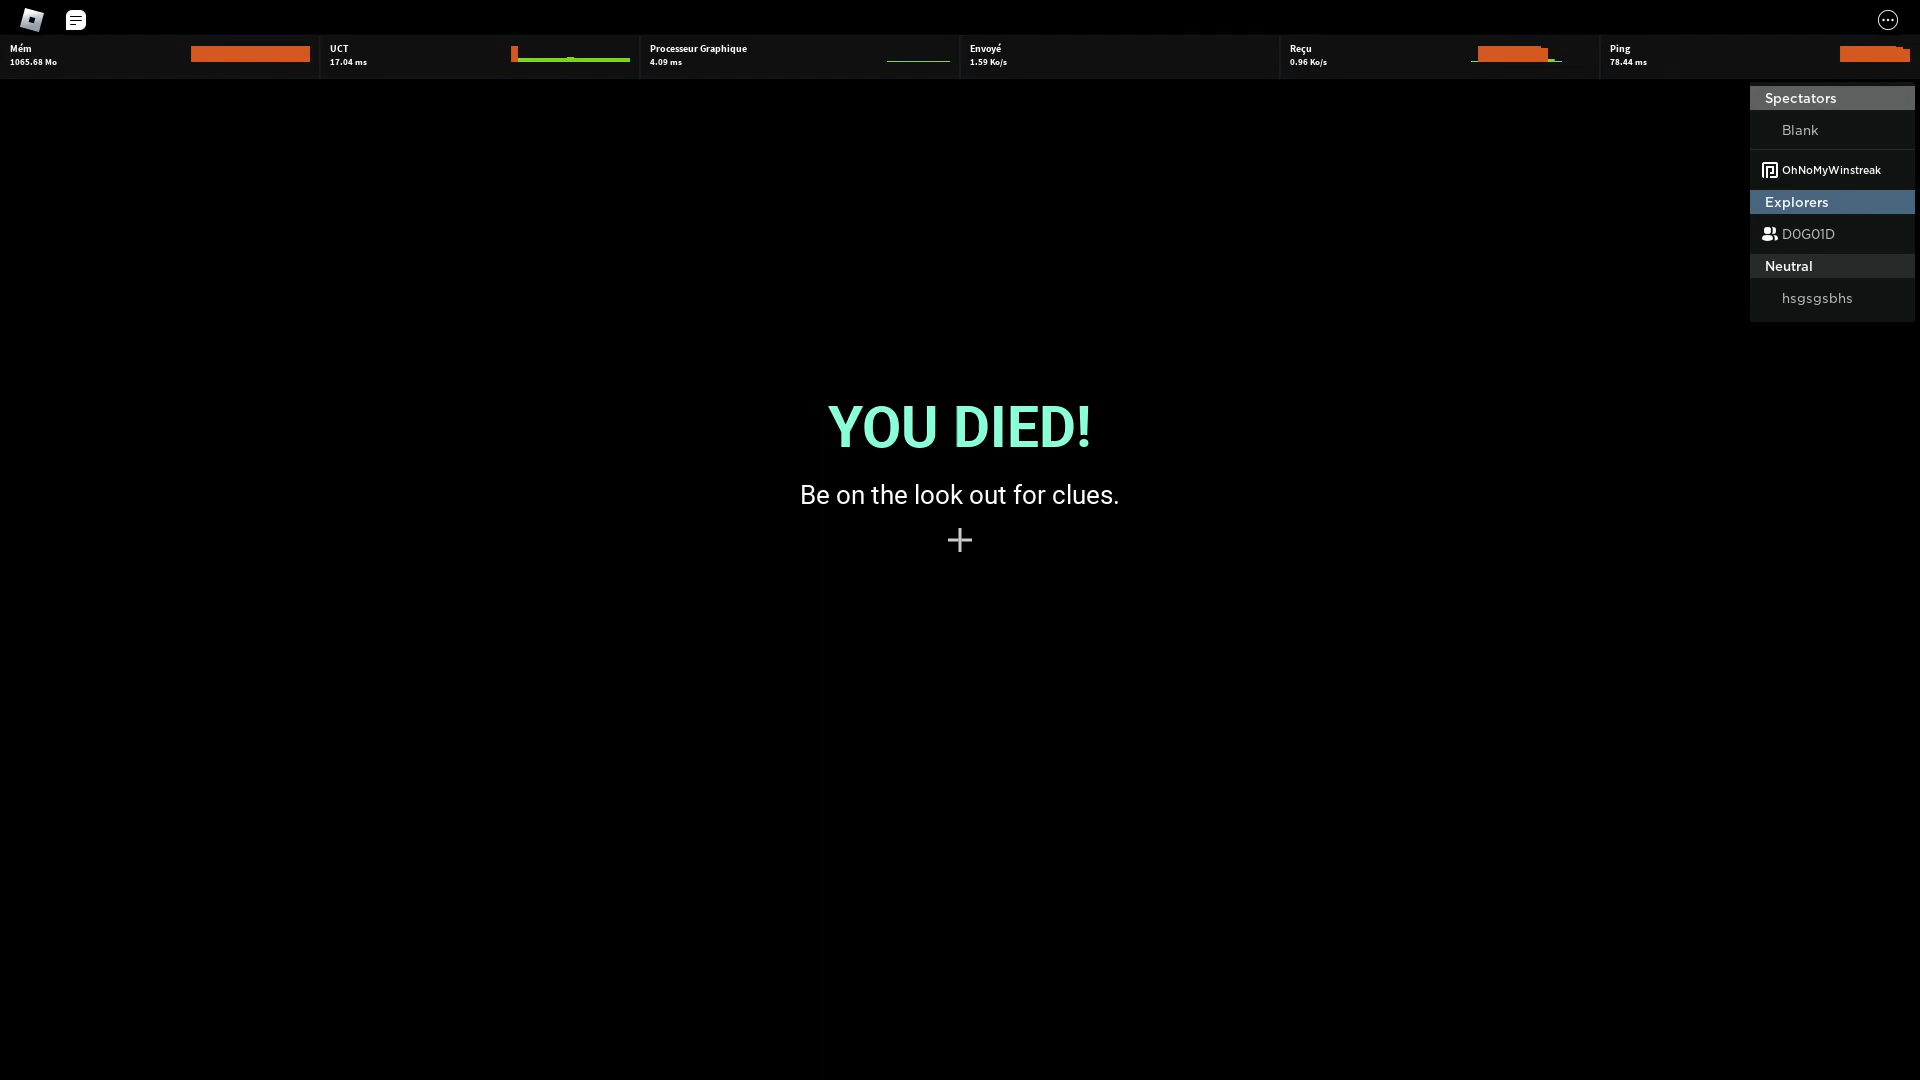 Mém
1065.68 Mo
UCT
17.04 ms
Processeur Graphique
4.09 ms
Envoyé
1.59 Ko/s
Reçu
0.96 Ko/s
Ping
78.44 ms
Spectators
Blank
OhNoMyWinstreak
Explorers
D0G01D
Neutral
hsgsgsbhs
YOU DIED!
Be on the look out for clues.